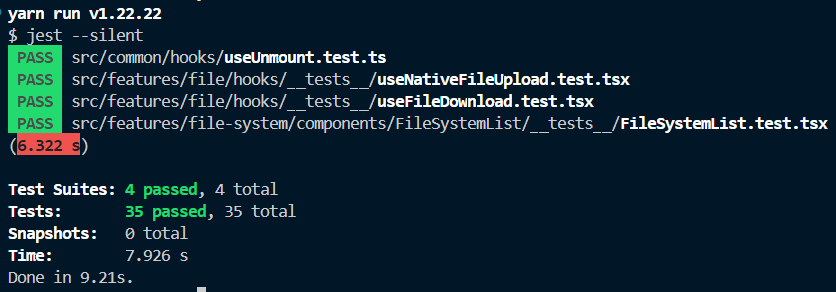 yarn run v1.22.22
$ jest --silent
PASS src/common/hooks/useUnmount.test.ts
PASS src/features/file/hooks/__tests__/useNativeFileUpload.test.tsx
PASS src/features/file/hooks/__tests__/useFileDownload.test.tsx
PASS src/features/file-system/components/FileSystemList/__tests__/FileSystemList.test.tsx
(6.322 s)
Test Suites: 4 passed, 4 total
Tests: 35 passed, 35 total
Snapshots: 0 total
Time: 7.926 s
Done in 9.21s.